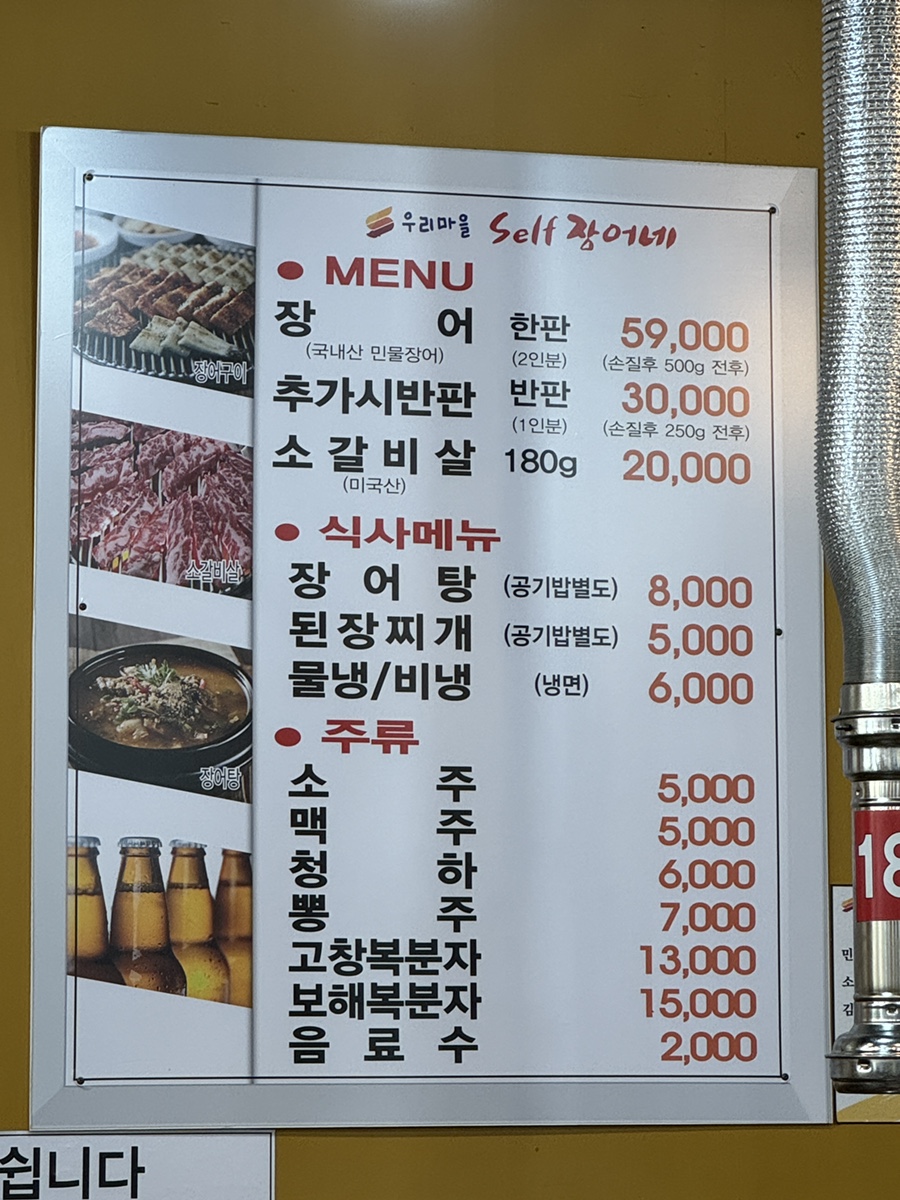 우리마을 Self 장어네
● MENU
장어 한판 59,000
(국내산 민물장어) (2인분) (손질후 500g 전후)
추가시반판 반판 30,000
(1인분) (손질후 250g 전후)
소갈비살 180g 20,000
(미국산)
● 식사메뉴
장어탕 (공기밥별도) 8,000
된장찌개 (공기밥별도) 5,000
물냉/비냉 (냉면) 6,000
● 주류
소주 5,000
맥주 5,000
청하 6,000
뽕주 7,000
고창복분자 13,000
보해복분자 15,000
음료수 2,000
장어구이
소갈비살
장어탕
18
민
소
김
쉽니다